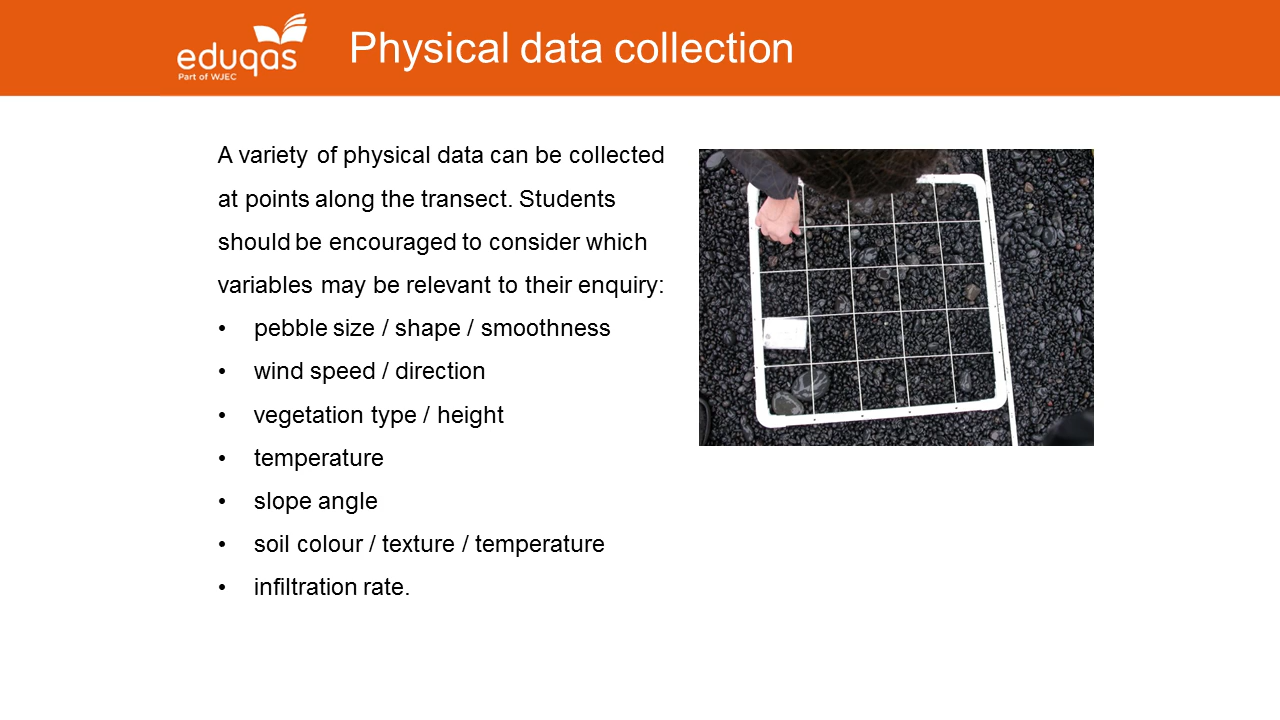 eduqas
Part of WJEC
Physical data collection
A variety of physical data can be collected
at points along the transect. Students
should be encouraged to consider which
variables may be relevant to their enquiry:
• pebble size / shape / smoothness
• wind speed / direction
• vegetation type / height
• temperature
• slope angle
• soil colour / texture / temperature
• infiltration rate.